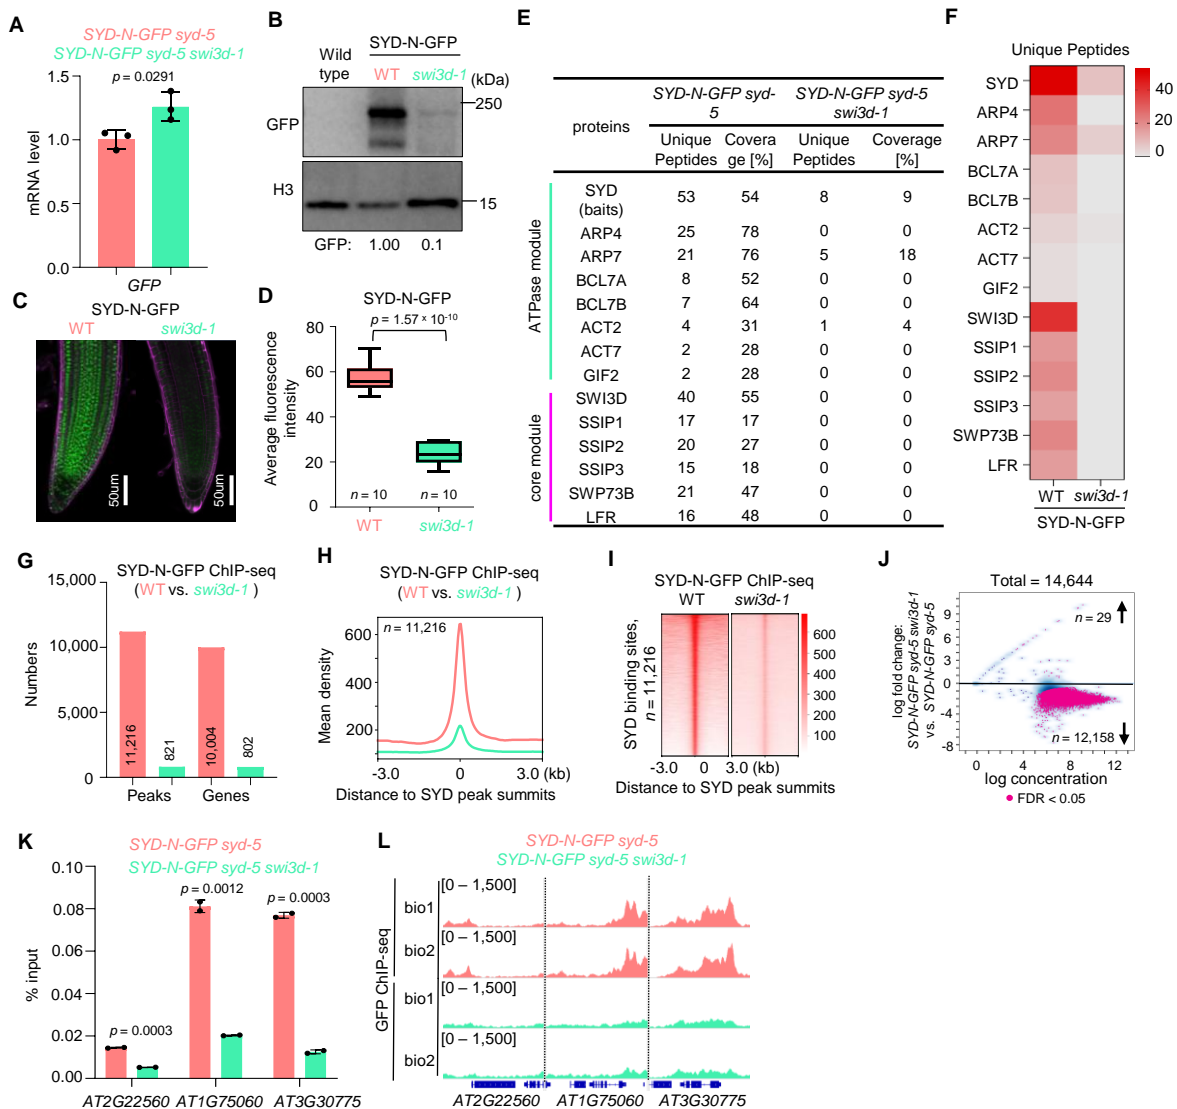 A
SYD-N-GFP syd-5
SYD-N-GFP syd-5 swi3d-1
p = 0.0291
1.5
1.0
0.5
0.0
mRNA level
GFP
B
SYD-N-GFP
Wild
type
WT
swi3d-1
(kDa)
250
GFP
H3
15
GFP:
1.00
0.1
C
SYD-N-GFP
WT
swi3d-1
50um
50um
D
SYD-N-GFP
p = 1.57 x 10-10
80
60
40
20
0
Average fluorescence
intensity
n = 10
n = 10
WT
swi3d-1
E
proteins
SYD-N-GFP syd-
5
SYD-N-GFP syd-5
swi3d-1
Unique Covera Unique Coverage
Peptides ge [%] Peptides [%]
ATPase module
SYD
(baits) 53 54 8 9
ARP4 25 78 0 0
ARP7 21 76 5 18
BCL7A 8 52 0 0
BCL7B 7 64 0 0
ACT2 4 31 1 4
ACT7 2 28 0 0
GIF2 2 28 0 0
core module
SWI3D 40 55 0 0
SSIP1 17 17 0 0
SSIP2 20 27 0 0
SSIP3 15 18 0 0
SWP73B 21 47 0 0
LFR 16 48 0 0
F
Unique Peptides
SYD
ARP4
ARP7
BCL7A
BCL7B
ACT2
ACT7
GIF2
SWI3D
SSIP1
SSIP2
SSIP3
SWP73B
LFR
40
20
0
WT swi3d-1
SYD-N-GFP
G
SYD-N-GFP ChIP-seq
(WT vs. swi3d-1 )
15,000
10,000
5,000
0
Numbers
11,216
821
10,004
802
Peaks
Genes
H
SYD-N-GFP ChIP-seq
(WT vs. swi3d-1 )
n = 11,216
600
400
200
Mean density
-3.0 0 3.0 (kb)
Distance to SYD peak summits
I
SYD-N-GFP ChIP-seq
WT
swi3d-1
SYD binding sites,
n = 11,216
600
500
400
300
200
100
-3.0 0 3.0 (kb)
Distance to SYD peak summits
J
Total = 14,644
log fold change:
SYD-N-GFP syd-5 swi3d-1
vs. SYD-N-GFP syd-5
9
6
4
2
0
-2
-4
-6
-8
n = 29
n = 12,158
0 2 4 6 8 10 12
log concentration
FDR < 0.05
K
SYD-N-GFP syd-5
SYD-N-GFP syd-5 swi3d-1
0.10
0.08
0.06
0.04
0.02
0.00
% input
p = 0.0003
p = 0.0012
p = 0.0003
AT2G22560 AT1G75060 AT3G30775
L
SYD-N-GFP syd-5
SYD-N-GFP syd-5 swi3d-1
GFP ChIP-seq
bio1
[0 – 1,500]
bio2
[0 – 1,500]
bio1
[0 – 1,500]
bio2
[0 – 1,500]
AT2G22560 AT1G75060 AT3G30775